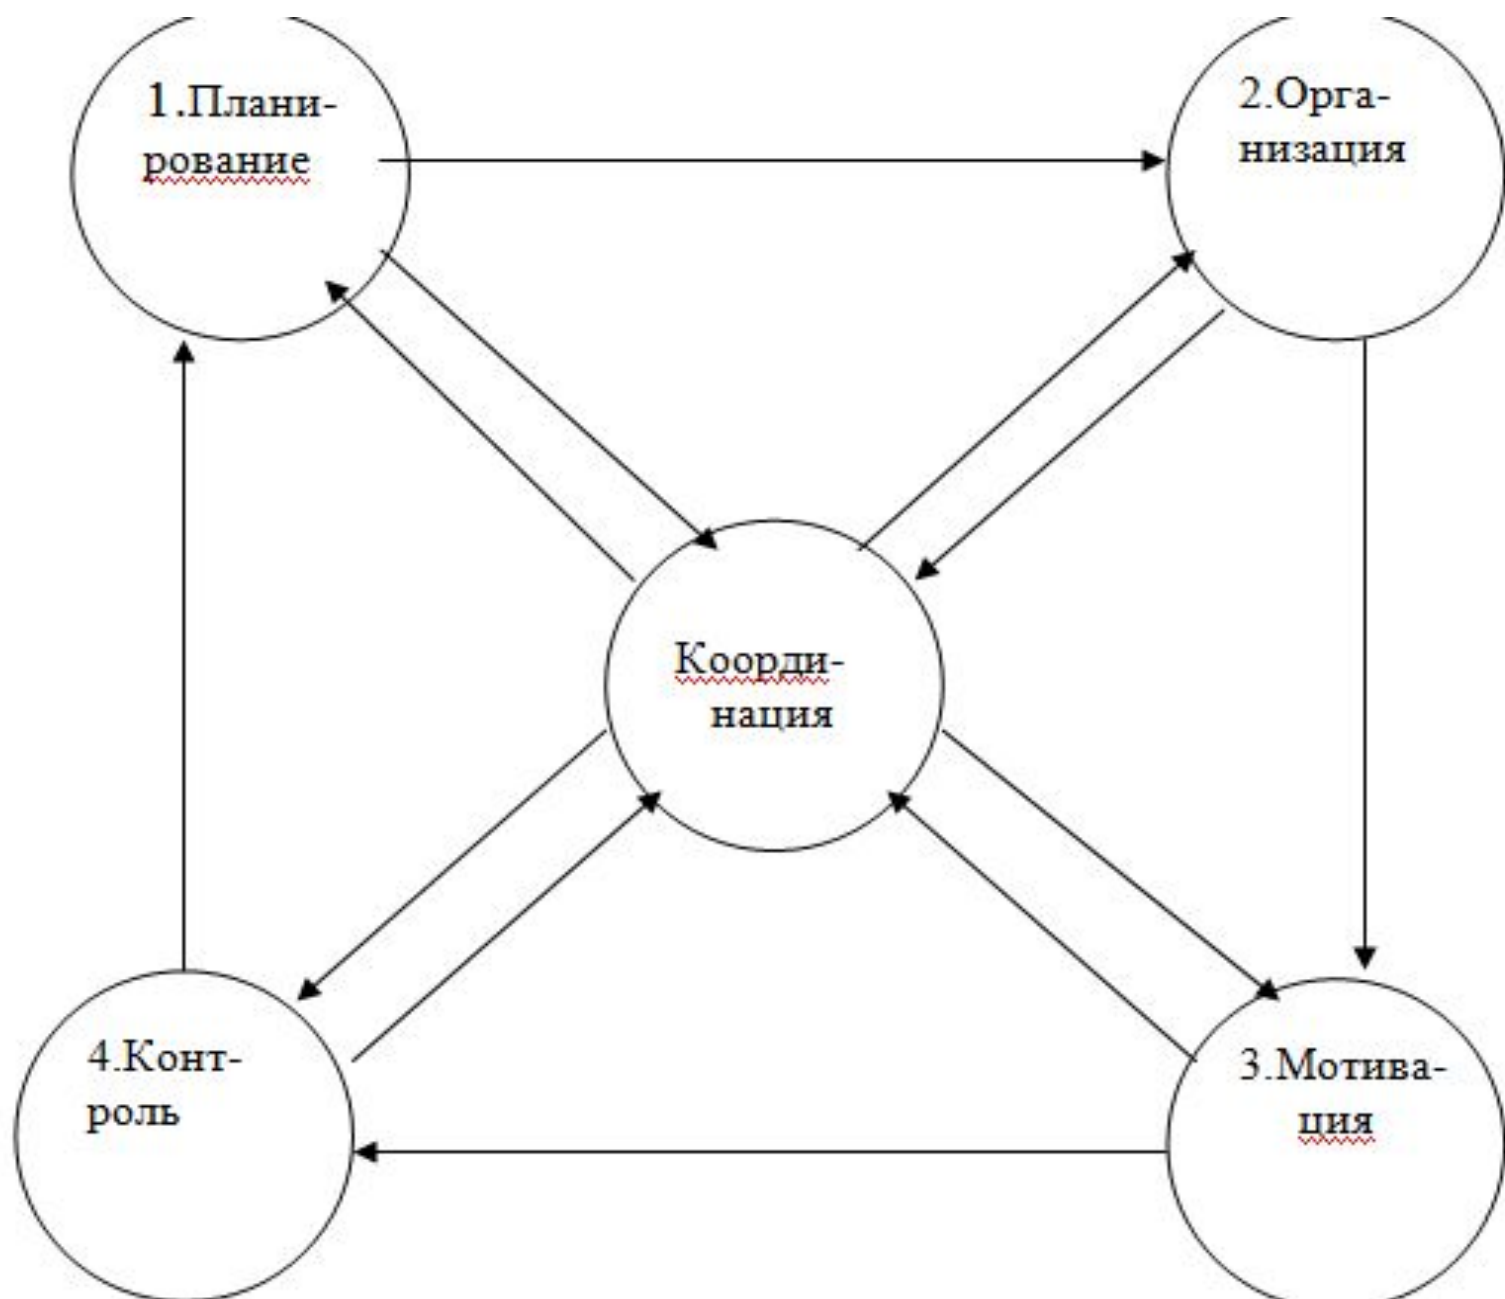 1.Плани-
рование
2.Орга-
низация
Коорди-
нация
4.Конт-
роль
3.Мотива-
ция